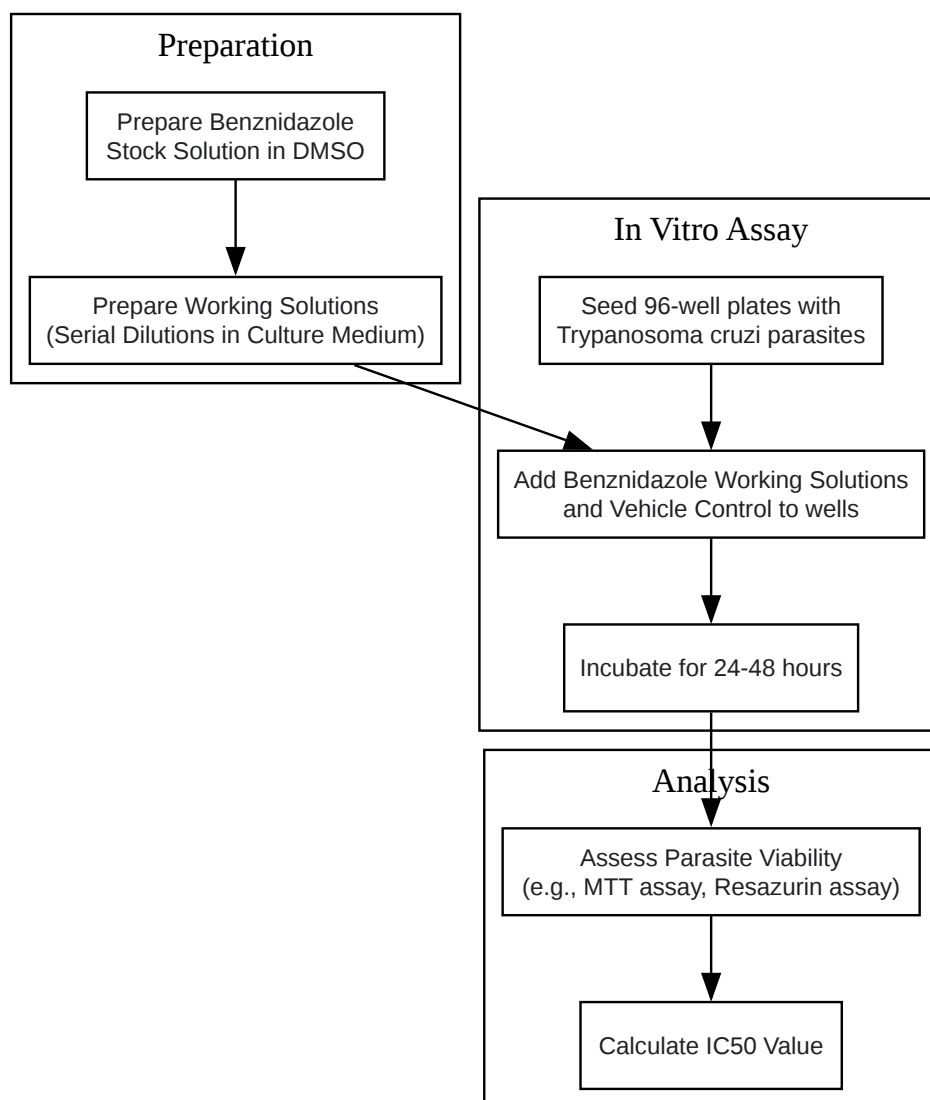 Preparation
Prepare Benznidazole
Stock Solution in DMSO
Prepare Working Solutions
(Serial Dilutions in Culture Medium)
In Vitro Assay
Seed 96-well plates with
Trypanosoma cruzi parasites
Add Benznidazole Working Solutions
and Vehicle Control to wells
Incubate for 24-48 hours
Analysis
Assess Parasite Viability
(e.g., MTT assay, Resazurin assay)
Calculate IC50 Value